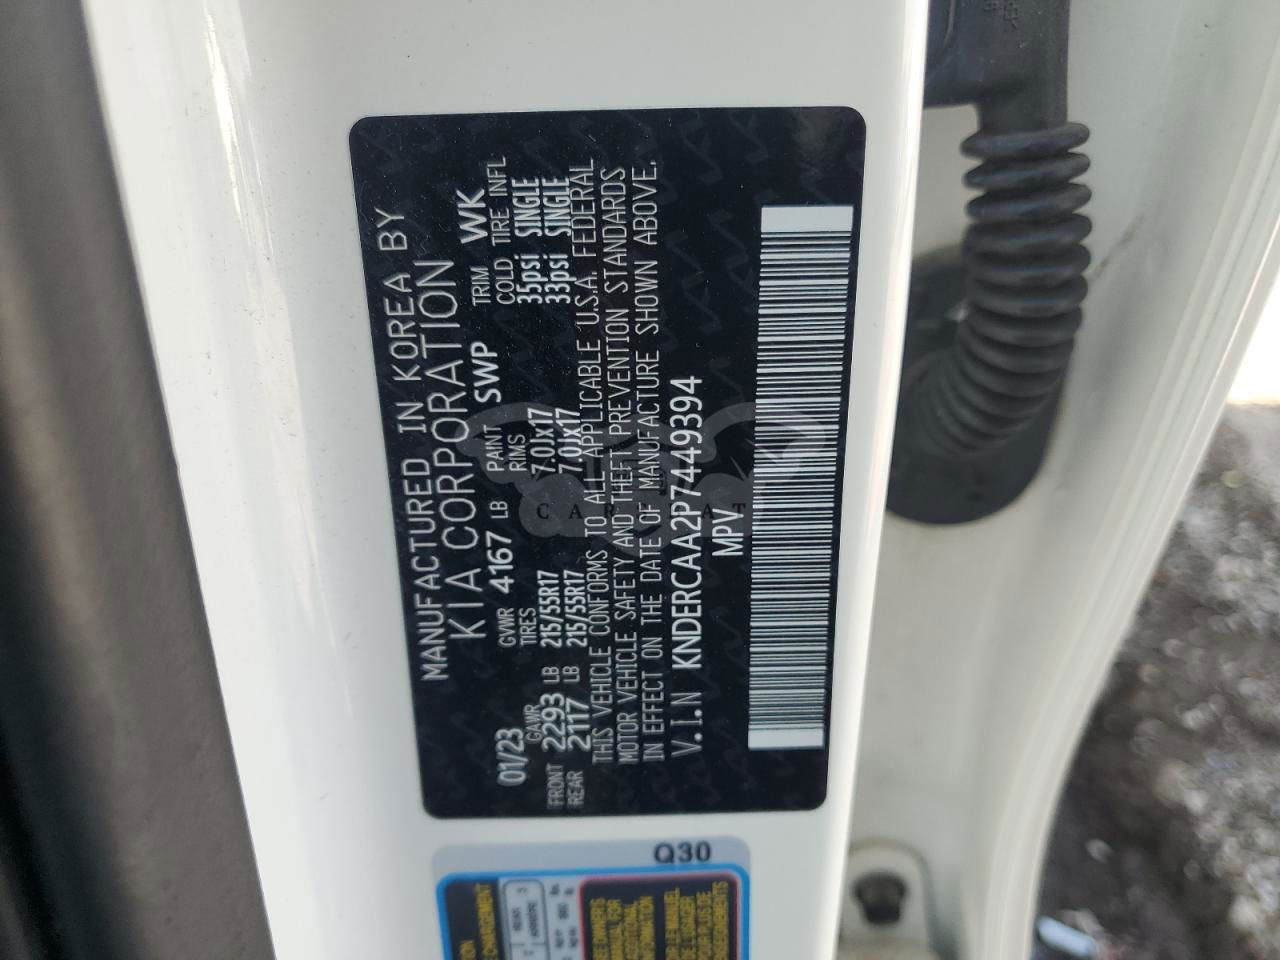 MANUFACTURED IN KOREA BY
KIA CORPORATION
01/23 GVWR 4167 LB PAINT SWP TRIM WK
GAWR TIRES RIMS COLD TIRE INFL
FRONT 2293 LB 215/55R17 7.0Jx17 35psi SINGLE
REAR 2117 LB 215/55R17 7.0Jx17 33psi SINGLE
THIS VEHICLE CONFORMS TO ALL APPLICABLE U.S.A. FEDERAL
MOTOR VEHICLE SAFETY AND THEFT PREVENTION STANDARDS
IN EFFECT ON THE DATE OF MANUFACTURE SHOWN ABOVE.
V.I.N KNDERCAA2P7449394
MPV
Q30